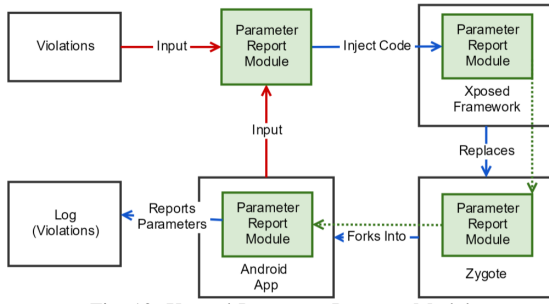 Violations
Input
Parameter
Report
Module
Inject Code
Parameter
Report
Module
Xposed
Framework
Input
Replaces
Log
(Violations)
Reports
Parameters
Parameter
Report
Module
Android
App
Forks Into
Parameter
Report
Module
Zygote